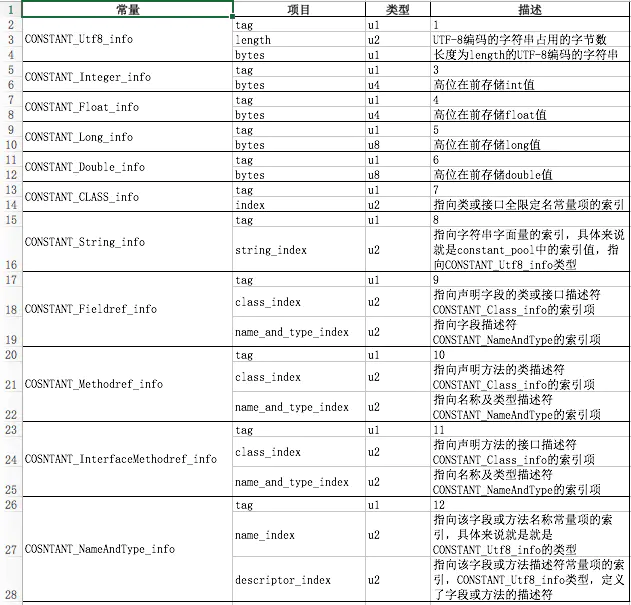 常量 项目 类型 描述
1
2 tag u1 1
3 CONSTANT_Utf8_info length u2 UTF-8编码的字符串占用的字节数
4 bytes u1 长度为length的UTF-8编码的字符串
5 CONSTANT_Integer_info tag u1 3
6 bytes u4 高位在前存储int值
7 CONSTANT_Float_info tag u1 4
8 bytes u4 高位在前存储float值
9 CONSTANT_Long_info tag u1 5
10 bytes u8 高位在前存储long值
11 CONSTANT_Double_info tag u1 6
12 bytes u8 高位在前存储double值
13 CONSTANT_CLASS_info tag u1 7
14 index u2 指向类或接口全限定名常量项的索引
15 CONSTANT_String_info tag u1 8
16 string_index u2 指向字符串字面量的索引，具体来说
就是constant_pool中的索引值，指
向CONSTANT_Utf8_info类型
17 tag u1 9
18 CONSTANT_Fieldref_info class_index u2 指向声明字段的类或接口描述符
CONSTANT_Class_info的索引项
19 name_and_type_index u2 指向字段描述符
CONSTANT_NameAndType的索引项
20 tag u1 10
21 COSNTANT_Methodref_info class_index u2 指向声明方法的类描述符
CONSTANT_Class_info的索引项
22 name_and_type_index u2 指向名称及类型描述符
CONSTANT_NameAndType的索引项
23 tag u1 11
24 COSNTANT_InterfaceMethodref_info class_index u2 指向声明方法的接口描述符
CONSTANT_Class_info的索引项
25 name_and_type_index u2 指向名称及类型描述符
CONSTANT_NameAndType的索引项
26 tag u1 12
27 COSNTANT_NameAndType_info name_index u2 指向该字段或方法名称常量项的索
引，具体来说就是就是
CONSTANT_Utf8_info的类型
28 descriptor_index u2 指向该字段或方法描述符常量项的索
引，CONSTANT_Utf8_info类型，定义
了字段或方法的描述符